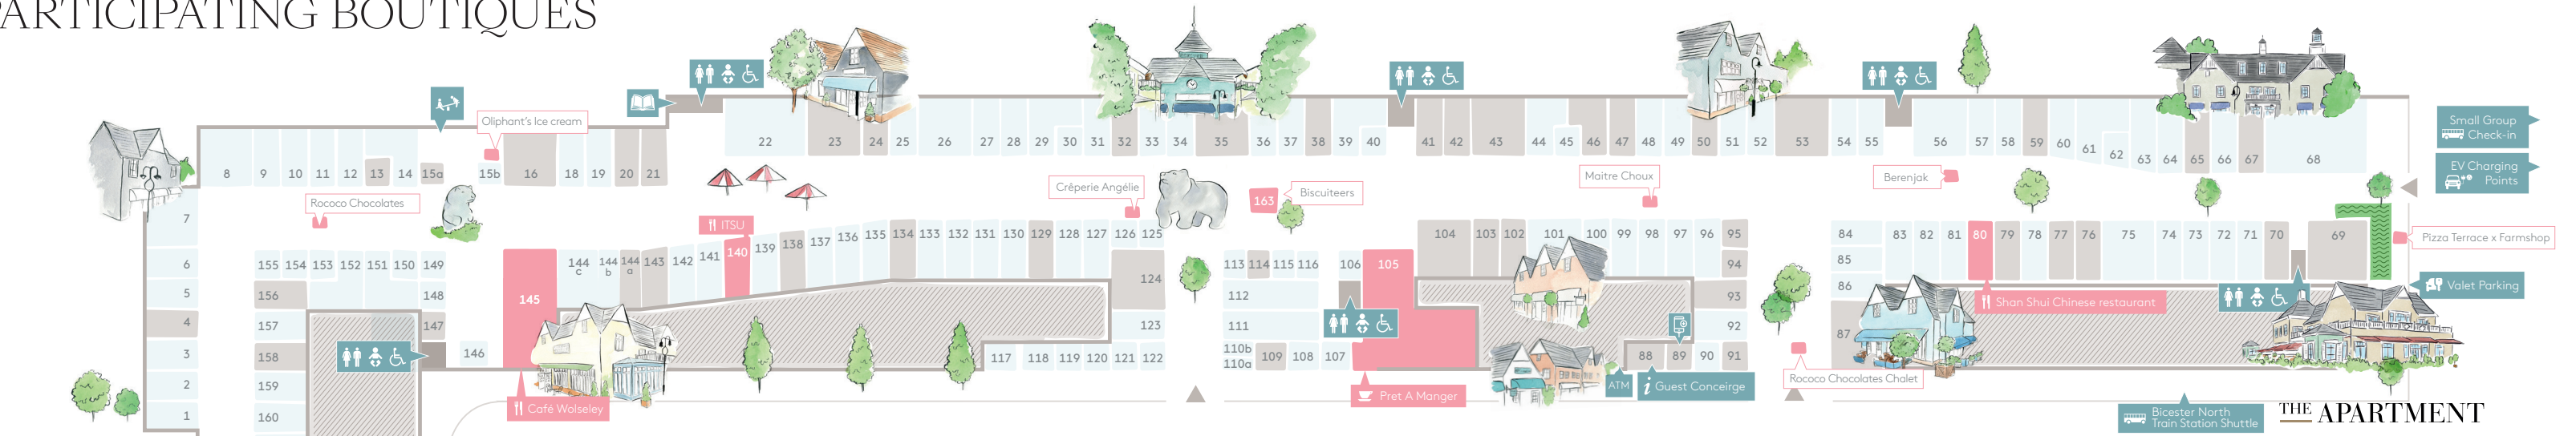 PARTICIPATING BOUTIQUES
Oliphant's Ice cream
Small Group
Check-in
EV Charging
Points
8 9 10 11 12 13 14 15a 15b 16 18 19 20 21
22 23 24 25 26 27 28 29 30 31 32 33 34 35 36 37 38 39 40
41 42 43 44 45 46 47 48 49 50 51 52 53 54 55
56 57 58 59 60 61 62 63 64 65 66 67 68
Rococo Chocolates
Crêperie Angélie
163
Biscuiteers
Maitre Choux
Berenjak
ITSU
7
6
5
4
3
2
1
155 154 153 152 151 150 149
156
148
157
147
158
159
160
146
145
144
c
144
b
144
a
143 142 141 140 139 138 137 136 135 134 133 132 131 130 129 128 127 126 125
124
123
117 118 119 120 121 122
113 114 115 116
106 105
112
111
110b
110a
109 108 107
104 103 102 101 100 99 98 97 96 95
94
93
92
88 89 90 91
84
85
86
87
83 82 81 80 79 78 77 76 75 74 73 72 71 70 69
Pizza Terrace x Farmshop
Valet Parking
Shan Shui Chinese restaurant
Café Wolseley
Pret A Manger
ATM
i Guest Conceirge
Rococo Chocolates Chalet
Bicester North
Train Station Shuttle
THE APARTMENT